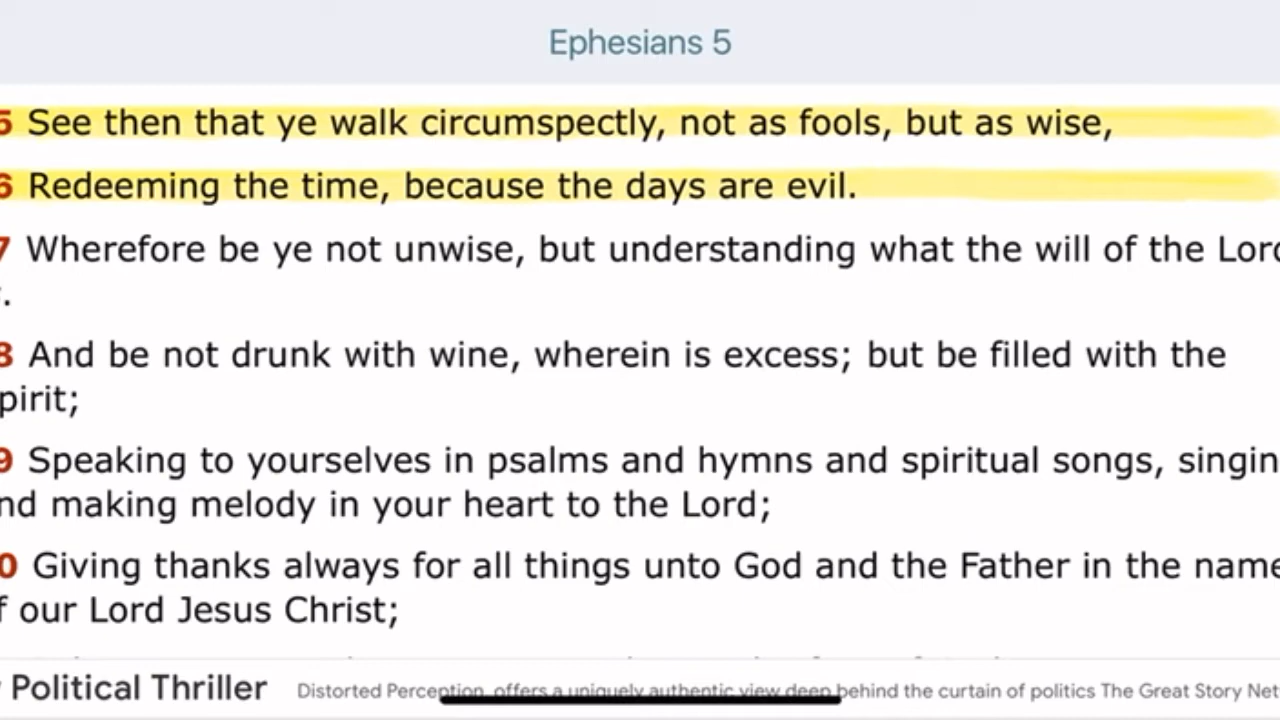 Ephesians 5
5 See then that ye walk circumspectly, not as fools, but as wise,
6 Redeeming the time, because the days are evil.
7 Wherefore be ye not unwise, but understanding what the will of the Lord
.
8 And be not drunk with wine, wherein is excess; but be filled with the
pirit;
9 Speaking to yourselves in psalms and hymns and spiritual songs, singin
nd making melody in your heart to the Lord;
0 Giving thanks always for all things unto God and the Father in the name
f our Lord Jesus Christ;
Political Thriller Distorted Perception, offers a uniquely authentic view deep behind the curtain of politics The Great Story Net